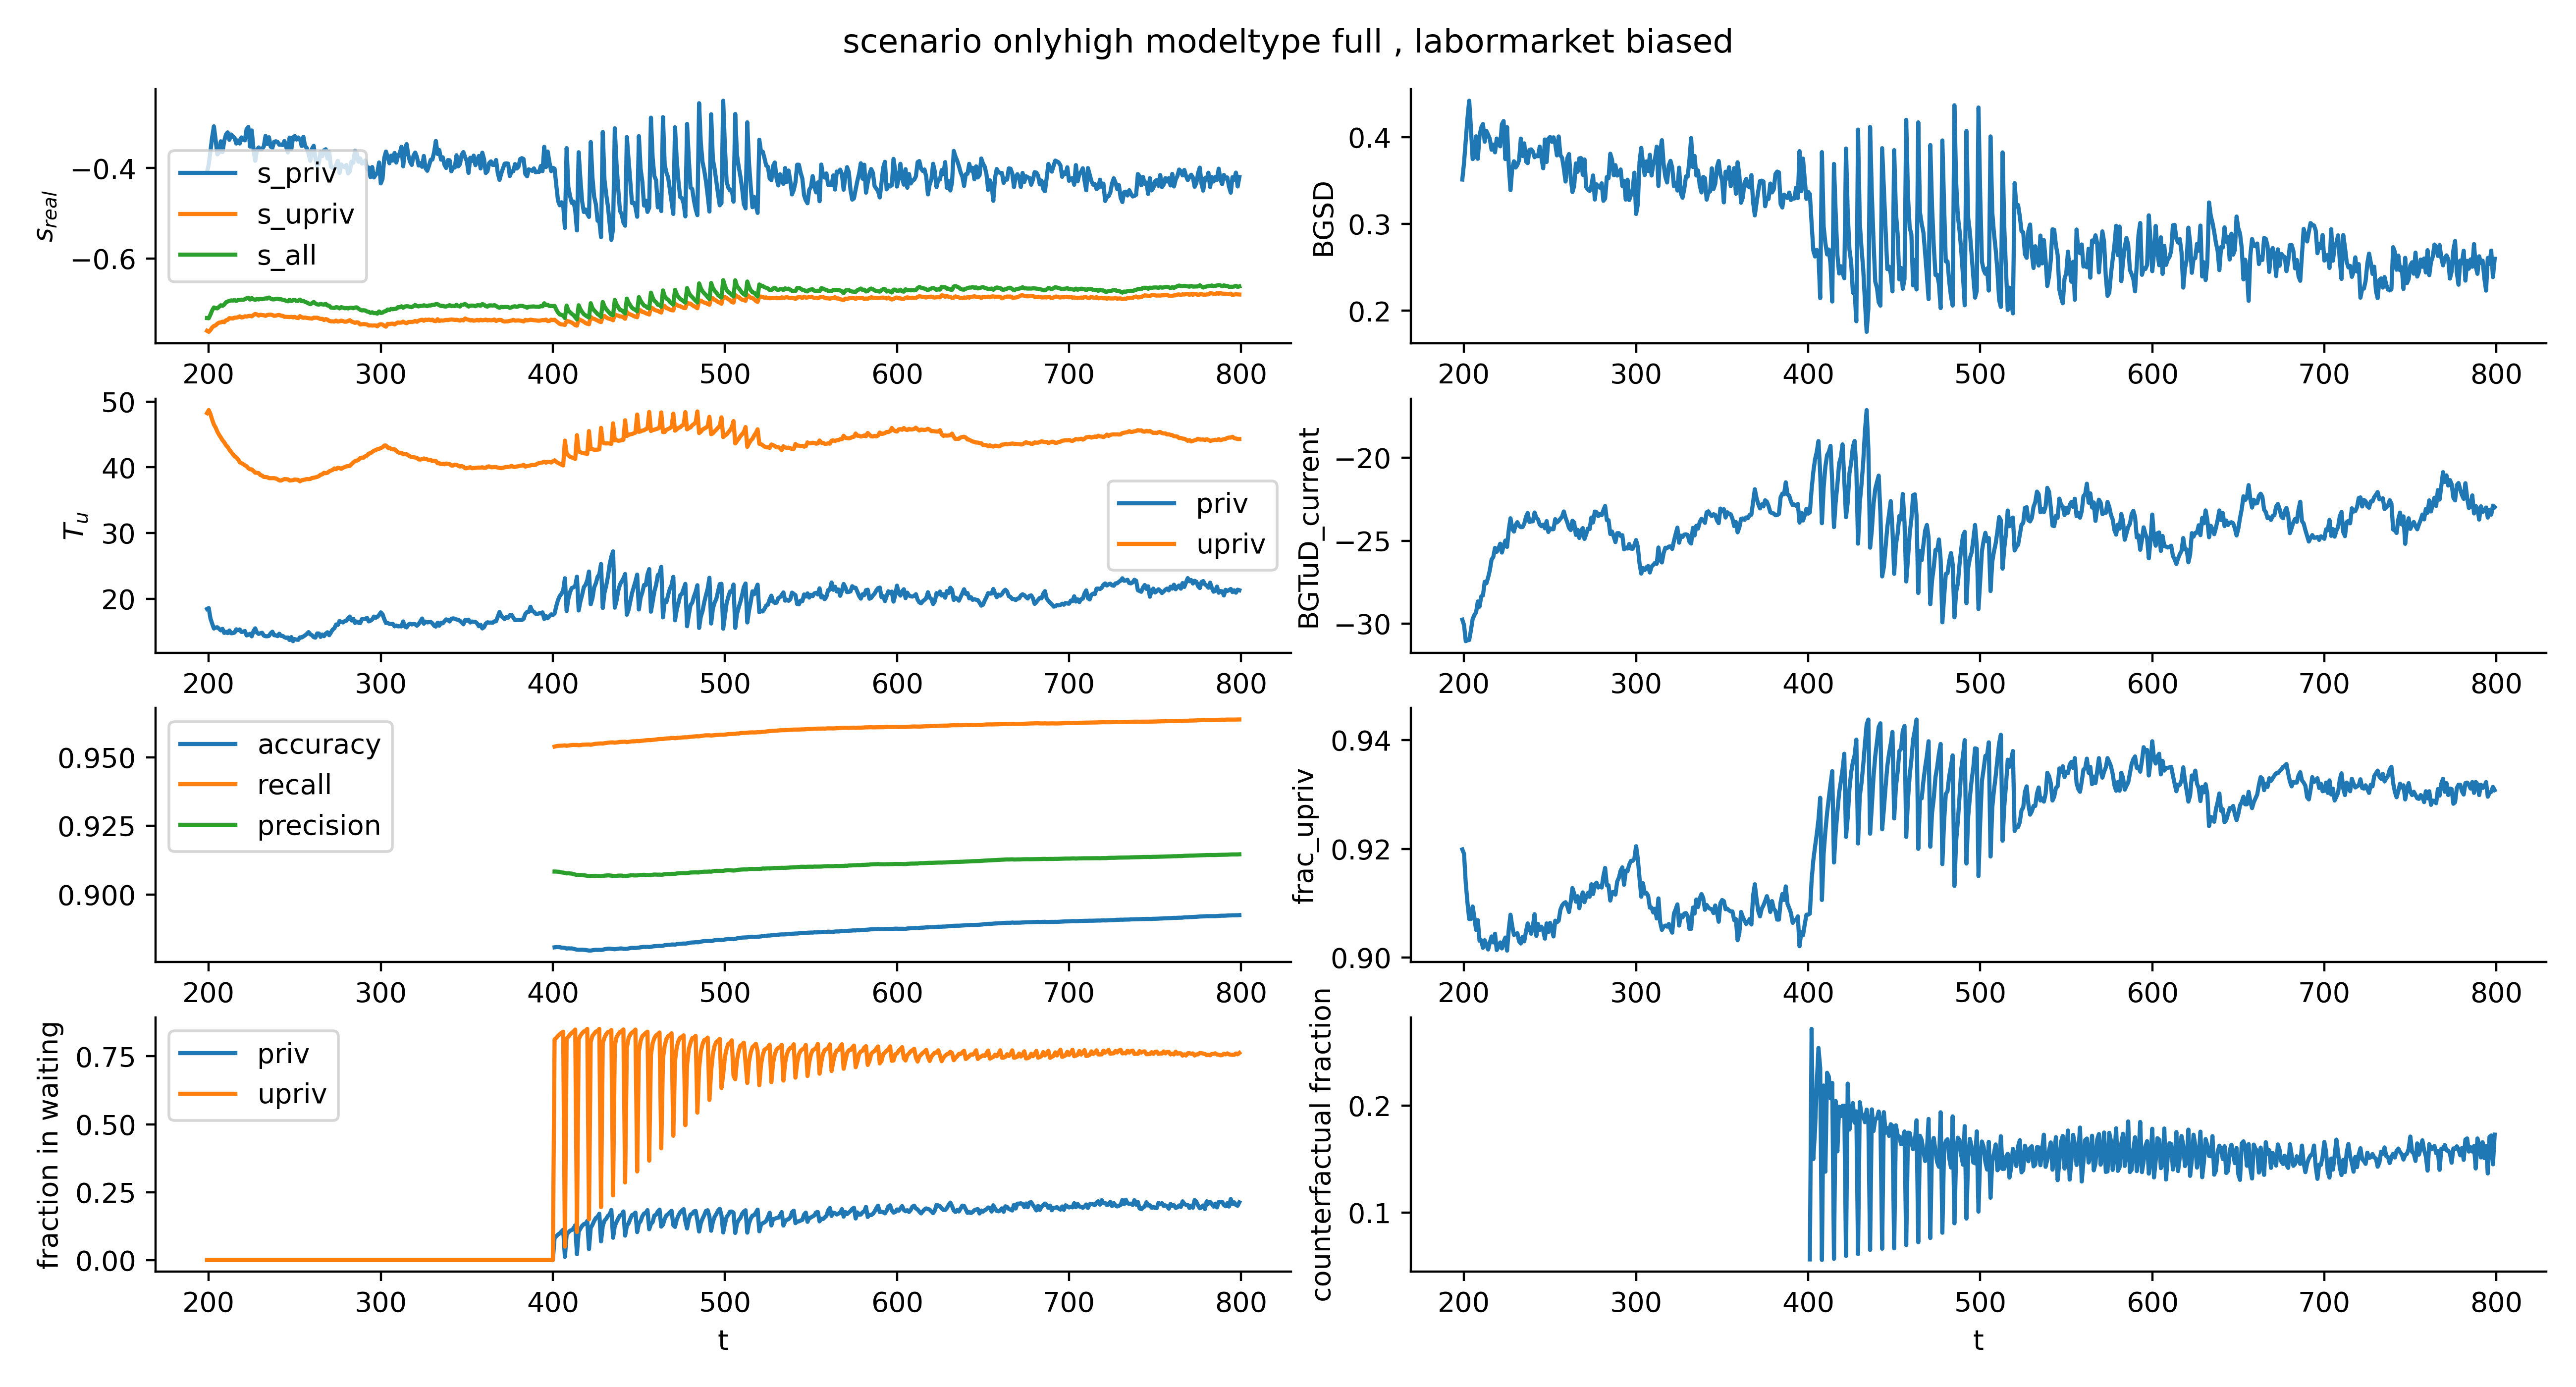 scenario onlyhigh modeltype full , labormarket biased
s_real
−0.4
−0.6
s_priv
s_upriv
s_all
200 300 400 500 600 700 800
BGSD
0.4
0.3
0.2
200 300 400 500 600 700 800
T_u
50
40
30
20
priv
upriv
200 300 400 500 600 700 800
BGTuD_current
−20
−25
−30
200 300 400 500 600 700 800
0.950
0.925
0.900
accuracy
recall
precision
200 300 400 500 600 700 800
frac_upriv
0.94
0.92
0.90
200 300 400 500 600 700 800
fraction in waiting
0.75
0.50
0.25
0.00
priv
upriv
200 300 400 500 600 700 800
t
counterfactual fraction
0.2
0.1
200 300 400 500 600 700 800
t